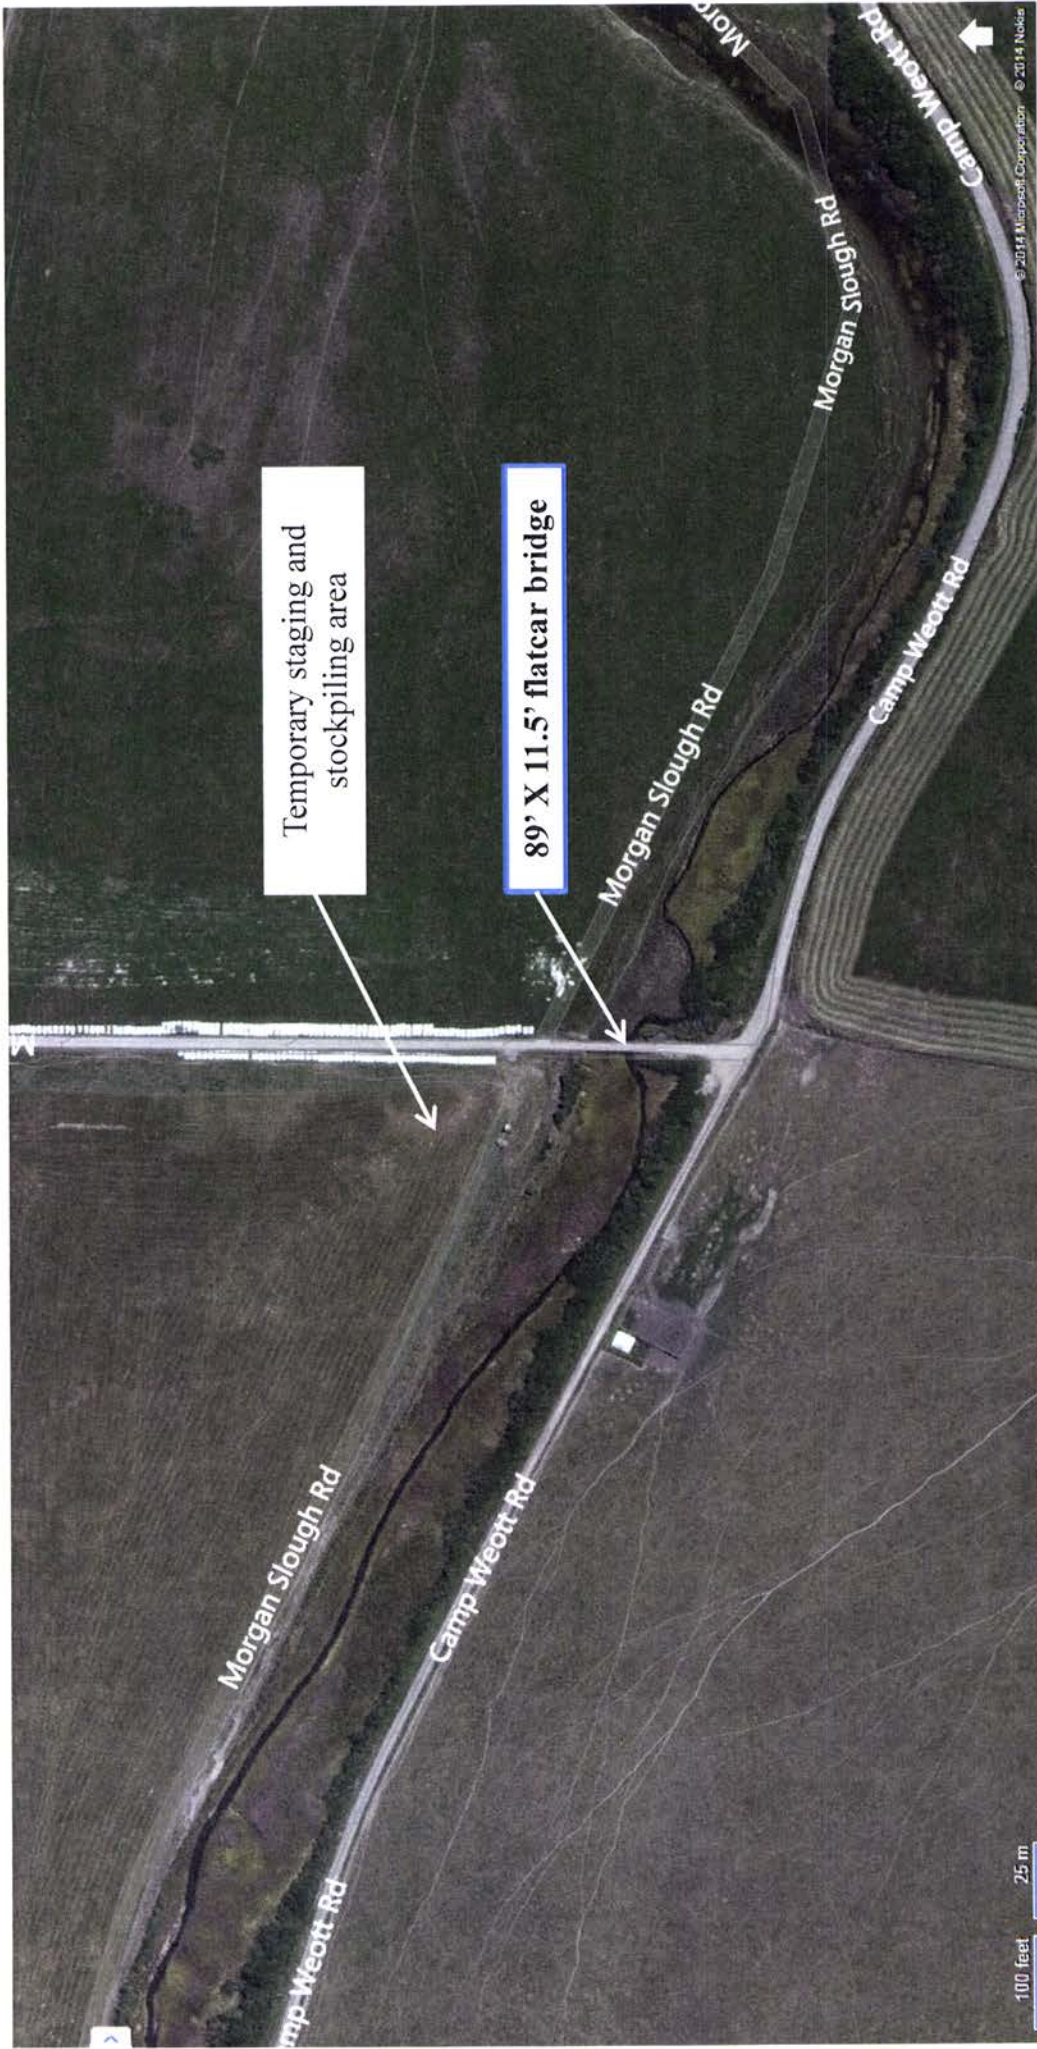 M
Morgan Slough Rd
Temporary staging and
stockpiling area
mp Weott Rd
Camp Weott Rd
89’ X 11.5’ flatcar bridge
Morgan Slough Rd
Morgan Slough Rd
Camp Weott Rd
Camp Weott Rd
100 feet 25 m
© 2014 Microsoft Corporation © 2014 Nokia